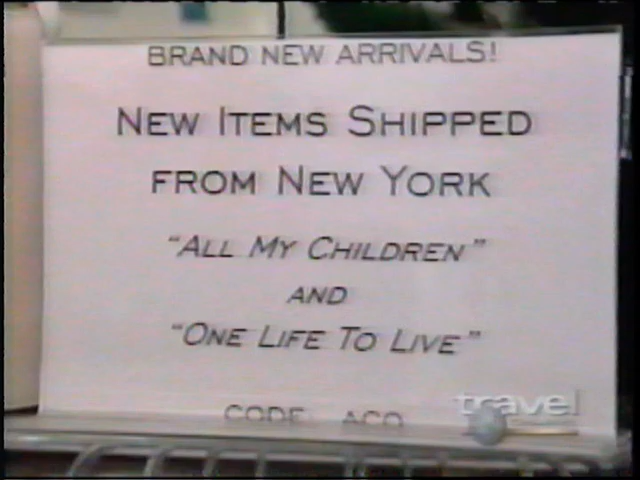 BRAND NEW ARRIVALS!
NEW ITEMS SHIPPED
FROM NEW YORK
"ALL MY CHILDREN"
AND
"ONE LIFE TO LIVE"
CODE ACO
travel